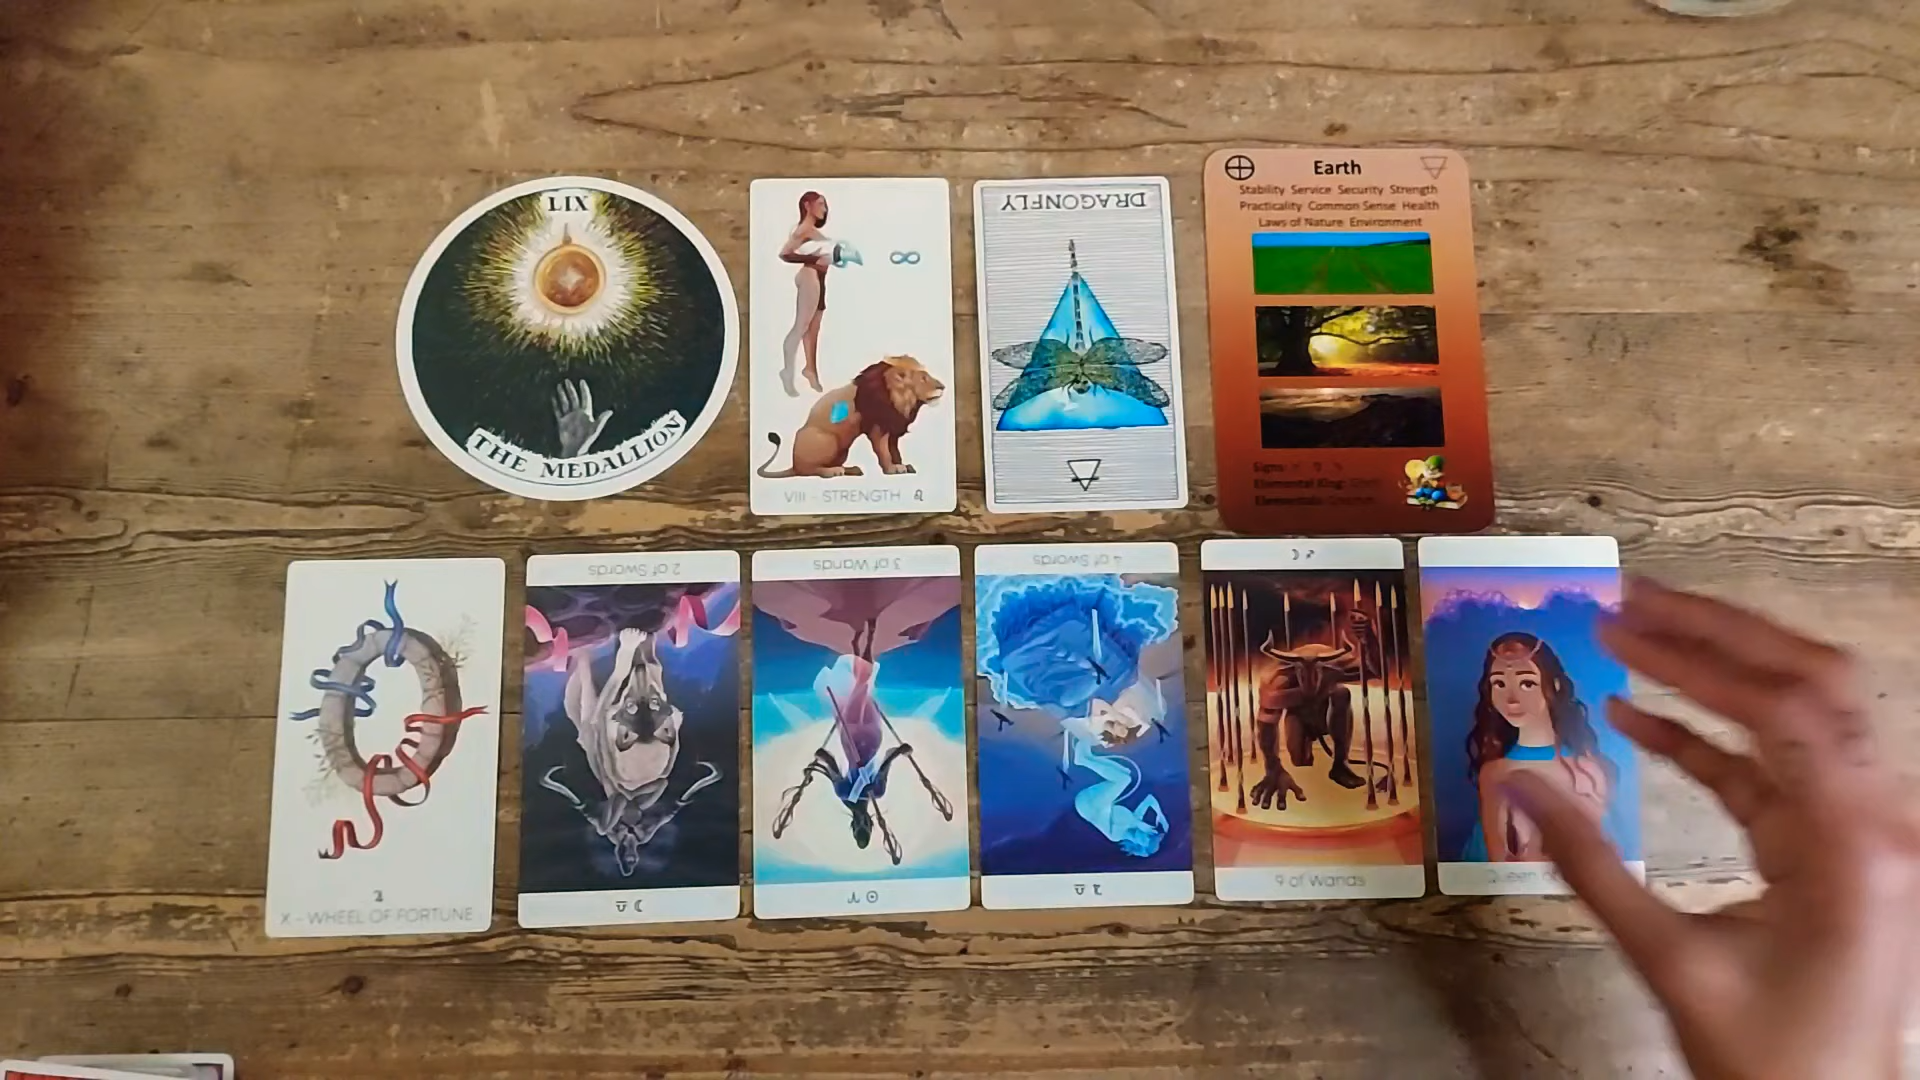 LIX
THE MEDALLION
VIII - STRENGTH
DRAGONFLY
Earth
Stability Service Security Strength
Practicality Common Sense Health
Laws of Nature Environment
Signs:
Elemental King:
Elementals:
X - WHEEL OF FORTUNE
2 of Swords
3 of Wands
4 of Swords
9 of Wands
Queen of